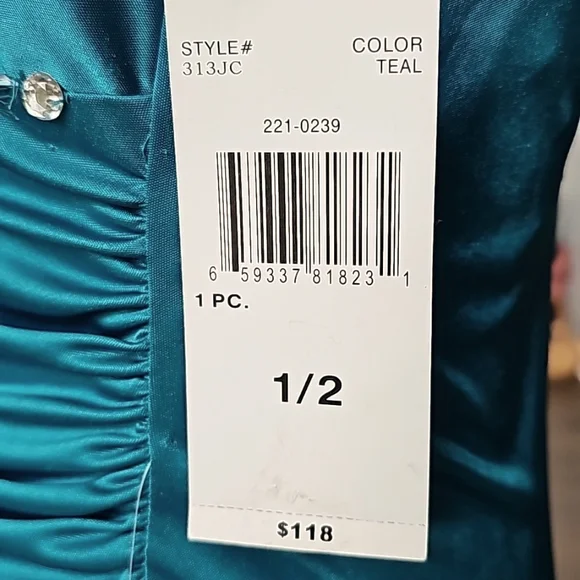 STYLE# COLOR
313JC TEAL
221-0239
6 59337 81823 1
1 PC.
1/2
$118